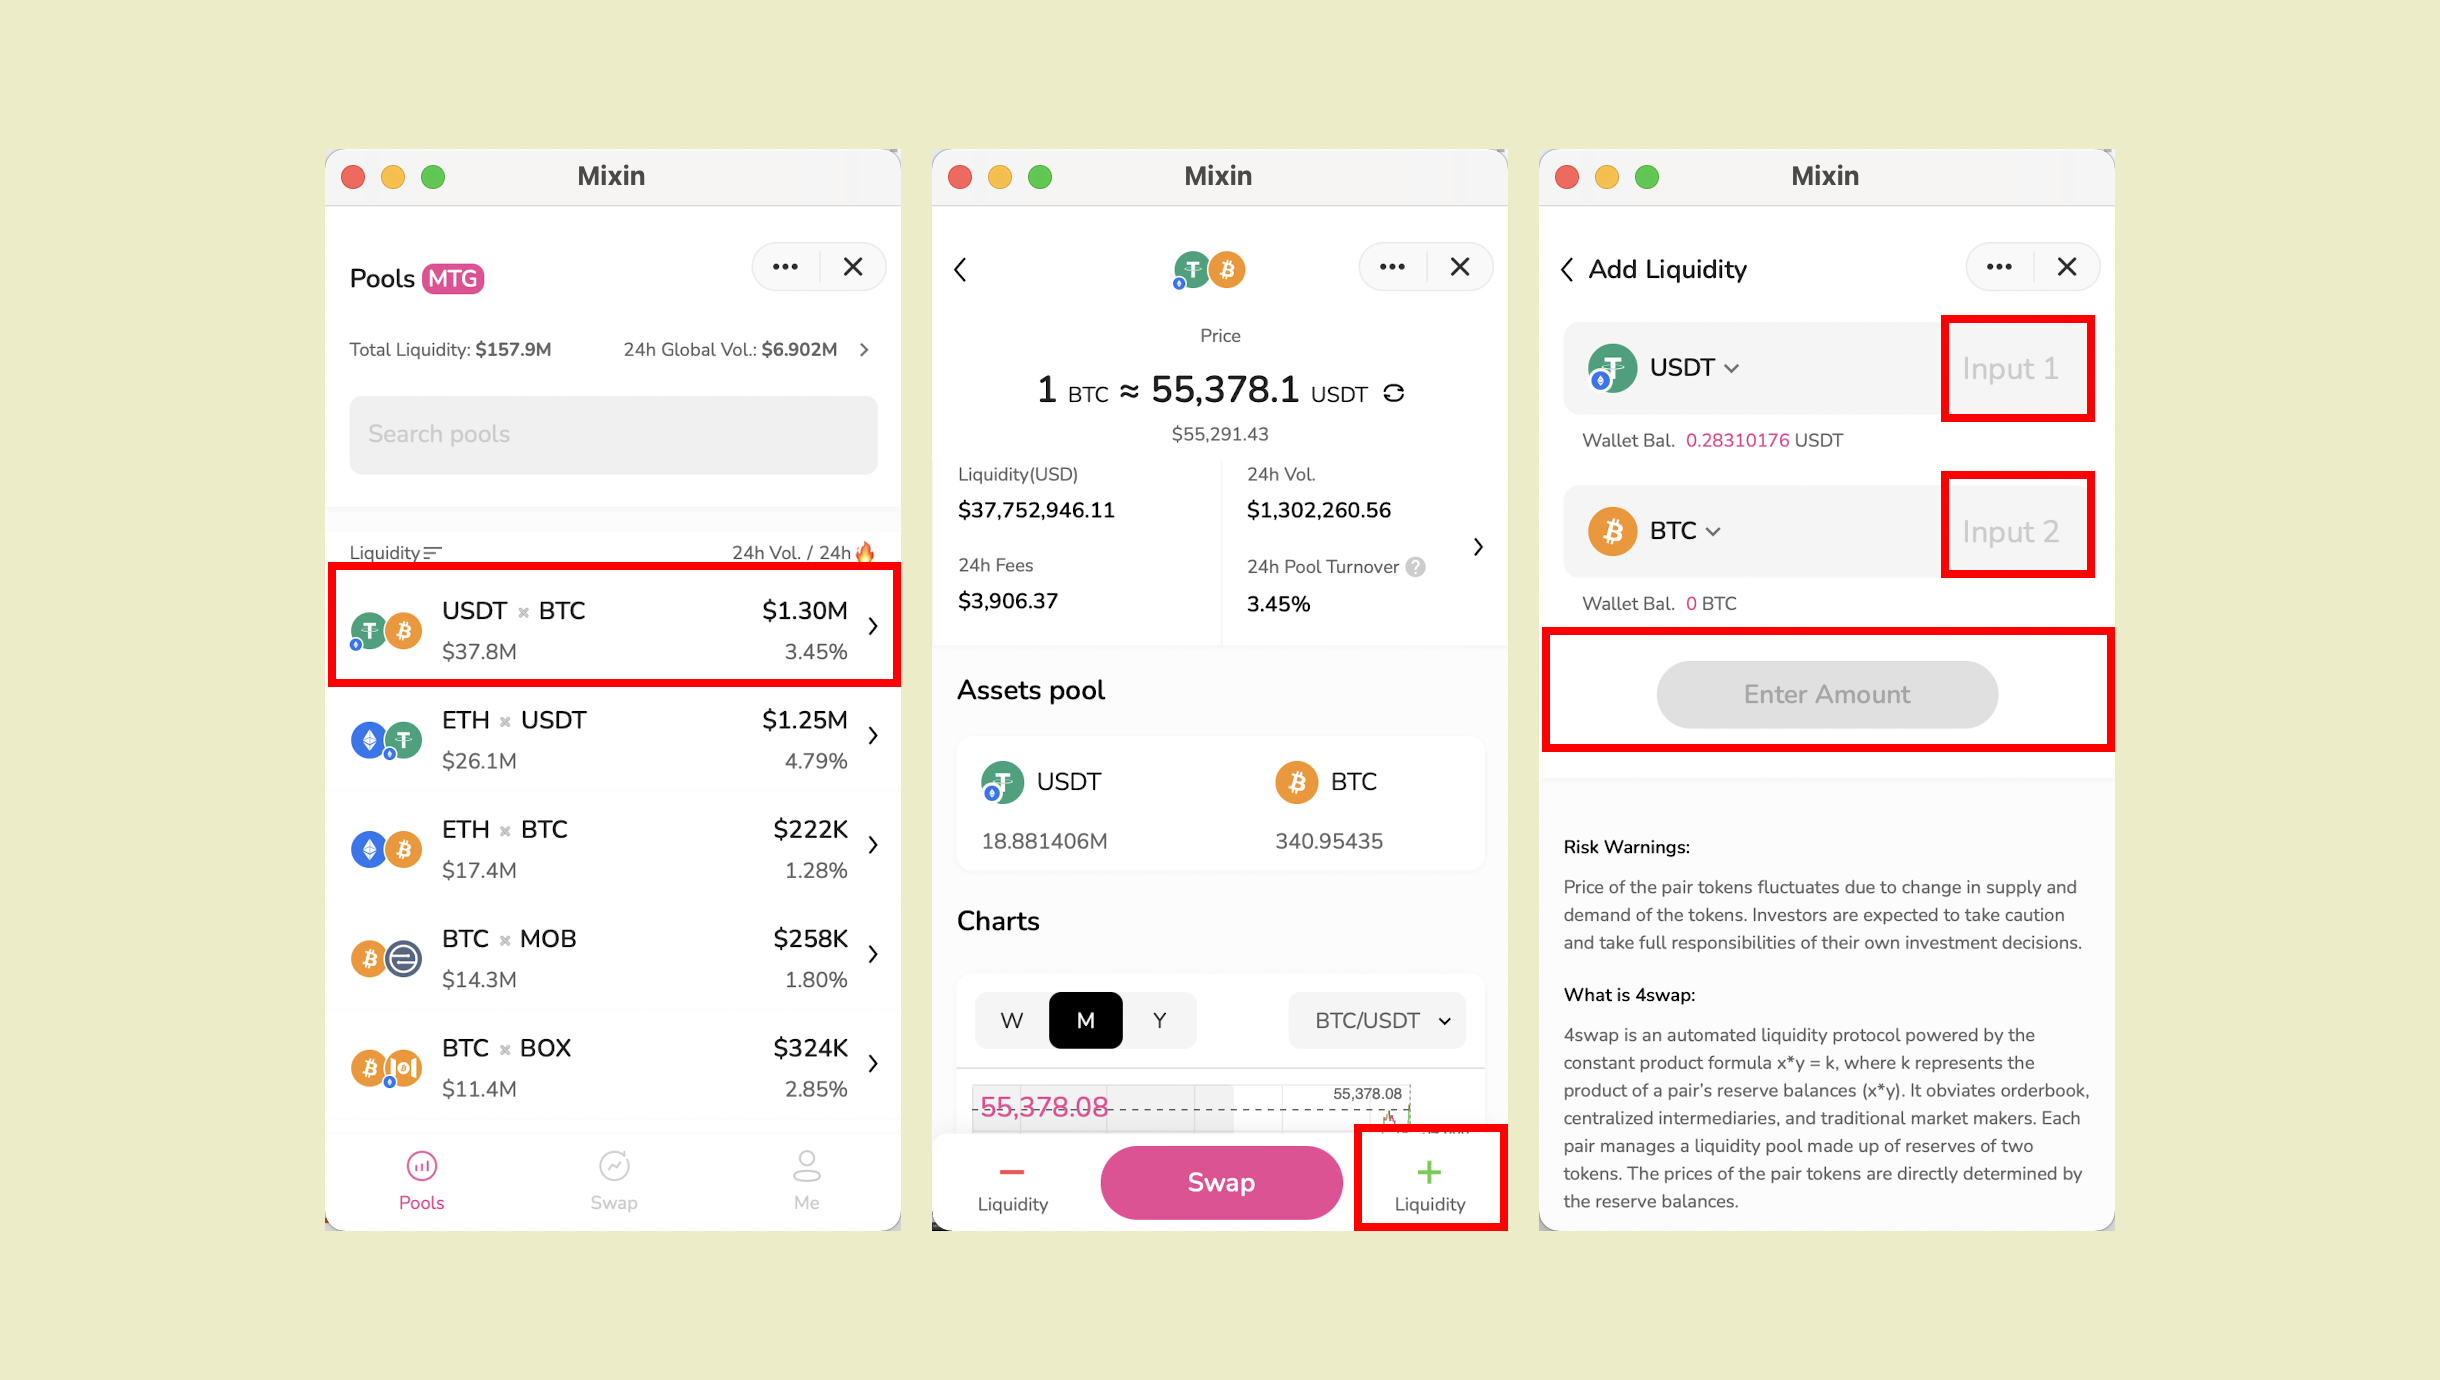 Mixin
Pools MTG
Total Liquidity: $157.9M 24h Global Vol.: $6.902M
Search pools
Liquidity 24h Vol. / 24h
USDT × BTC $1.30M
$37.8M 3.45%
ETH × USDT $1.25M
$26.1M 4.79%
ETH × BTC $222K
$17.4M 1.28%
BTC × MOB $258K
$14.3M 1.80%
BTC × BOX $324K
$11.4M 2.85%
Pools Swap Me
Mixin
Price
1 BTC ≈ 55,378.1 USDT
$55,291.43
Liquidity(USD) 24h Vol.
$37,752,946.11 $1,302,260.56
24h Fees 24h Pool Turnover ?
$3,906.37 3.45%
Assets pool
USDT BTC
18.881406M 340.95435
Charts
W M Y BTC/USDT
55,378.08 55,378.08
Liquidity Swap Liquidity
Mixin
Add Liquidity
USDT Input 1
Wallet Bal. 0.28310176 USDT
BTC Input 2
Wallet Bal. 0 BTC
Enter Amount
Risk Warnings:
Price of the pair tokens fluctuates due to change in supply and
demand of the tokens. Investors are expected to take caution
and take full responsibilities of their own investment decisions.
What is 4swap:
4swap is an automated liquidity protocol powered by the
constant product formula x*y = k, where k represents the
product of a pair's reserve balances (x*y). It obviates orderbook,
centralized intermediaries, and traditional market makers. Each
pair manages a liquidity pool made up of reserves of two
tokens. The prices of the pair tokens are directly determined by
the reserve balances.